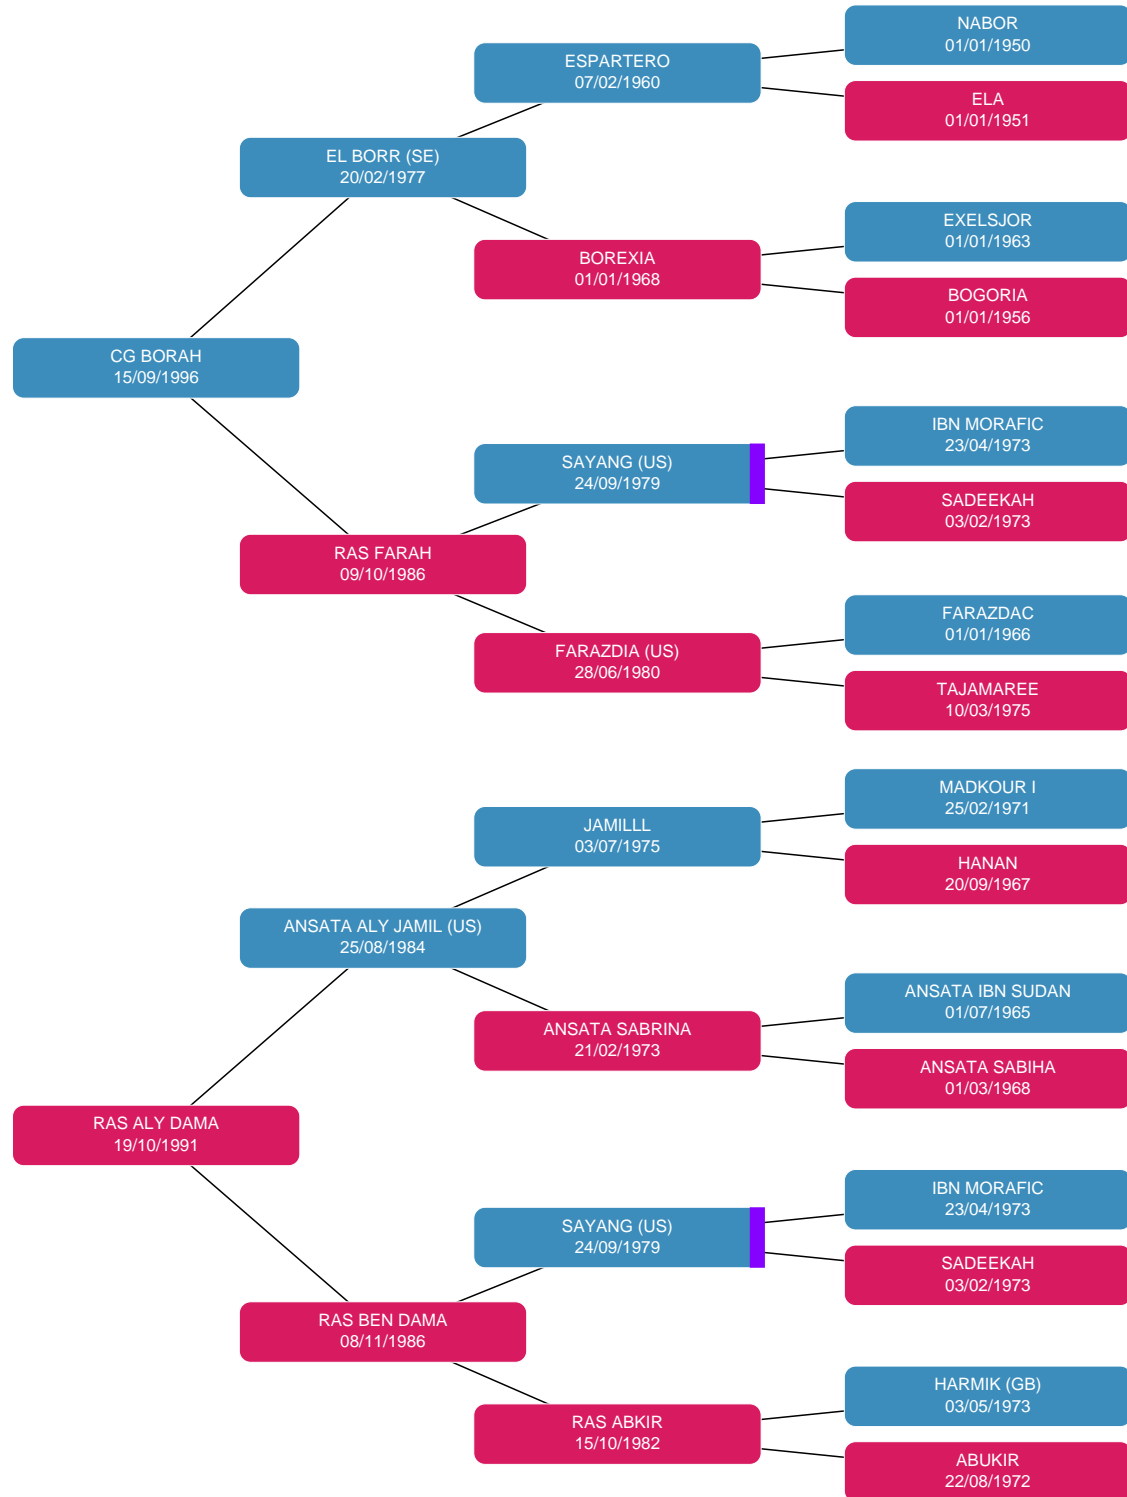 NABOR
01/01/1950
ESPARTERO
07/02/1960
ELA
01/01/1951
EL BORR (SE)
20/02/1977
EXELSJOR
01/01/1963
BOREXIA
01/01/1968
BOGORIA
01/01/1956
CG BORAH
15/09/1996
IBN MORAFIC
23/04/1973
SAYANG (US)
24/09/1979
SADEEKAH
03/02/1973
RAS FARAH
09/10/1986
FARAZDAC
01/01/1966
FARAZDIA (US)
28/06/1980
TAJAMAREE
10/03/1975
MADKOUR I
25/02/1971
JAMILLL
03/07/1975
HANAN
20/09/1967
ANSATA ALY JAMIL (US)
25/08/1984
ANSATA IBN SUDAN
01/07/1965
ANSATA SABRINA
21/02/1973
ANSATA SABIHA
01/03/1968
RAS ALY DAMA
19/10/1991
IBN MORAFIC
23/04/1973
SAYANG (US)
24/09/1979
SADEEKAH
03/02/1973
RAS BEN DAMA
08/11/1986
HARMIK (GB)
03/05/1973
RAS ABKIR
15/10/1982
ABUKIR
22/08/1972